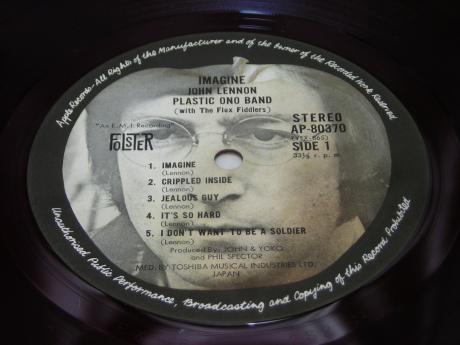 Apple Records-All Rights of the Manufacturer and of the Owner of the Recorded Work Reserved
IMAGINE
JOHN LENNON
PLASTIC ONO BAND
(with The Flux Fiddlers)
"An E.M.I. Recording"
FOLSTER
STEREO
AP-80370
(YEX-865)
SIDE 1
33⅓ r. p. m.
1. IMAGINE
(Lennon)
2. CRIPPLED INSIDE
(Lennon)
3. JEALOUS GUY
(Lennon)
4. IT'S SO HARD
(Lennon)
5. I DON'T WANT TO BE A SOLDIER
(Lennon)
Produced By: JOHN & YOKO
and PHIL SPECTOR
MFD. BY TOSHIBA MUSICAL INDUSTRIES LTD.
JAPAN
Unauthorised Public Performance, Broadcasting and Copying of this Record Prohibited